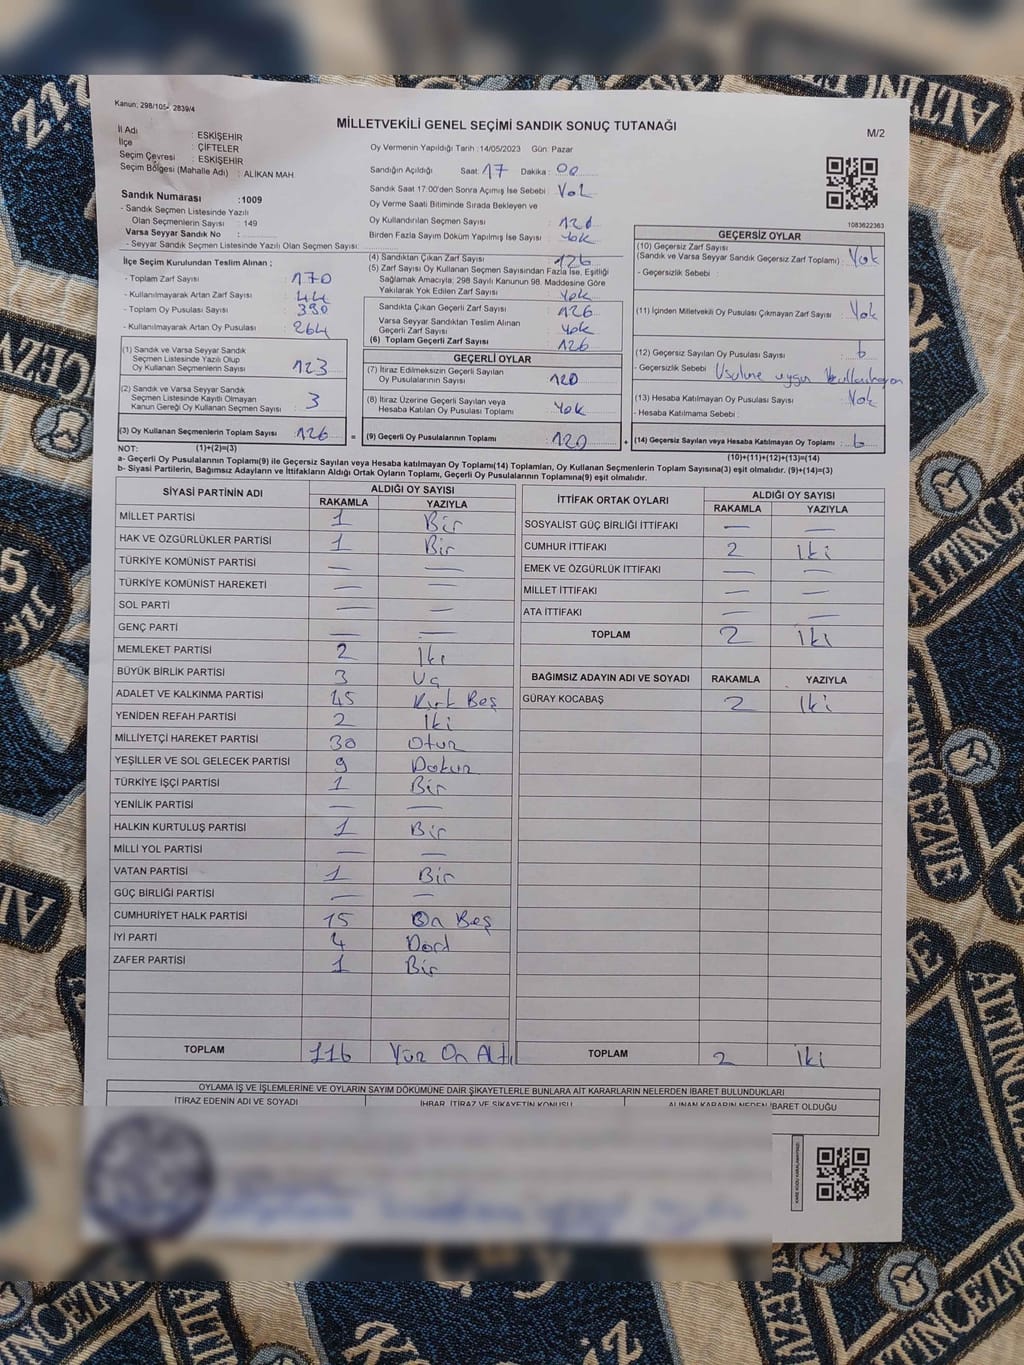 Kanun; 298/105- 2839/4
MİLLETVEKİLİ GENEL SEÇİMİ SANDIK SONUÇ TUTANAĞI
M/2
İl Adı : ESKİŞEHİR
İlçe : ÇİFTELER
Seçim Çevresi : ESKİŞEHİR
Seçim Bölgesi (Mahalle Adı) : ALİKAN MAH.
Sandık Numarası :1009
- Sandık Seçmen Listesinde Yazılı
Olan Seçmenlerin Sayısı : 149
Varsa Seyyar Sandık No :
- Seyyar Sandık Seçmen Listesinde Yazılı Olan Seçmen Sayısı:
Oy Vermenin Yapıldığı Tarih :14/05/2023 Gün: Pazar
Sandığın Açıldığı Saat: 17 Dakika : 00
Sandık Saat 17:00'den Sonra Açımış İse Sebebi : Yok
Oy Verme Saati Bitiminde Sırada Bekleyen ve
Oy Kullandırılan Seçmen Sayısı : 120
Birden Fazla Sayım Döküm Yapılmış İse Sayısı : Yok
1083622363
İlçe Seçim Kurulundan Teslim Alınan ;
- Toplam Zarf Sayısı : 170
- Kullanılmayarak Artan Zarf Sayısı : 44
- Toplam Oy Pusulası Sayısı : 390
- Kullanılmayarak Artan Oy Pusulası : 264
(1) Sandık ve Varsa Seyyar Sandık
Seçmen Listesinde Yazılı Olup
Oy Kullanan Seçmenlerin Sayısı : 123
(2) Sandık ve Varsa Seyyar Sandık
Seçmen Listesinde Kayıtlı Olmayan
Kanun Gereği Oy Kullanan Seçmen Sayısı : 3
(3) Oy Kullanan Seçmenlerin Toplam Sayısı : 126
(1)+(2)=(3)
(4) Sandıktan Çıkan Zarf Sayısı : 126
(5) Zarf Sayısı Oy Kullanan Seçmen Sayısından Fazla İse, Eşitliği
Sağlamak Amacıyla; 298 Sayılı Kanunun 98. Maddesine Göre
Yakılarak Yok Edilen Zarf Sayısı : Yok
Sandıkta Çıkan Geçerli Zarf Sayısı : 126
Varsa Seyyar Sandıktan Teslim Alınan
Geçerli Zarf Sayısı : Yok
(6) Toplam Geçerli Zarf Sayısı : 126
GEÇERLİ OYLAR
(7) İtiraz Edilmeksizin Geçerli Sayılan
Oy Pusulalarının Sayısı : 120
(8) İtiraz Üzerine Geçerli Sayılan veya
Hesaba Katılan Oy Pusulası Toplamı : Yok
= (9) Geçerli Oy Pusulalarının Toplamı : 120
GEÇERSİZ OYLAR
(10) Geçersiz Zarf Sayısı
(Sandık ve Varsa Seyyar Sandık Geçersiz Zarf Toplamı) : Yok
- Geçersizlik Sebebi :
(11) İçinden Milletvekili Oy Pusulası Çıkmayan Zarf Sayısı : Yok
(12) Geçersiz Sayılan Oy Pusulası Sayısı : 6
- Geçersizlik Sebebi : Usulune uygun
(13) Hesaba Katılmayan Oy Pusulası Sayısı : Yok
- Hesaba Katılmama Sebebi :
+ (14) Geçersiz Sayılan veya Hesaba Katılmayan Oy Toplamı : 6
(10)+(11)+(12)+(13)=(14)
NOT:
a- Geçerli Oy Pusulalarının Toplamı(9) ile Geçersiz Sayılan veya Hesaba katılmayan Oy Toplamı(14) Toplamları, Oy Kullanan Seçmenlerin Toplam Sayısına(3) eşit olmalıdır. (9)+(14)=(3)
b- Siyasi Partilerin, Bağımsız Adayların ve İttifakların Aldığı Ortak Oyların Toplamı, Geçerli Oy Pusulalarının Toplamına(9) eşit olmalıdır.
SİYASİ PARTİNİN ADI ALDIĞI OY SAYISI
RAKAMLA YAZIYLA
MİLLET PARTİSİ 1 Bir
HAK VE ÖZGÜRLÜKLER PARTİSİ 1 Bir
TÜRKİYE KOMÜNİST PARTİSİ — —
TÜRKİYE KOMÜNİST HAREKETİ — —
SOL PARTİ — —
GENÇ PARTİ — —
MEMLEKET PARTİSİ 2 İki
BÜYÜK BİRLİK PARTİSİ 3 Üç
ADALET VE KALKINMA PARTİSİ 45 Kırk Beş
YENİDEN REFAH PARTİSİ 2 İki
MİLLİYETÇİ HAREKET PARTİSİ 30 Otuz
YEŞİLLER VE SOL GELECEK PARTİSİ 9 Dokuz
TÜRKİYE İŞÇİ PARTİSİ 1 Bir
YENİLİK PARTİSİ — —
HALKIN KURTULUŞ PARTİSİ 1 Bir
MİLLİ YOL PARTİSİ — —
VATAN PARTİSİ 1 Bir
GÜÇ BİRLİĞİ PARTİSİ — —
CUMHURİYET HALK PARTİSİ 15 On Beş
İYİ PARTİ 4 Dört
ZAFER PARTİSİ 1 Bir
TOPLAM 116 Yüz On Altı
İTTİFAK ORTAK OYLARI ALDIĞI OY SAYISI
RAKAMLA YAZIYLA
SOSYALİST GÜÇ BİRLİĞİ İTTİFAKI — —
CUMHUR İTTİFAKI 2 İki
EMEK VE ÖZGÜRLÜK İTTİFAKI — —
MİLLET İTTİFAKI — —
ATA İTTİFAKI — —
TOPLAM 2 İki
BAĞIMSIZ ADAYIN ADI VE SOYADI RAKAMLA YAZIYLA
GÜRAY KOCABAŞ 2 İki
TOPLAM 2 İki
OYLAMA İŞ VE İŞLEMLERİNE VE OYLARIN SAYIM DÖKÜMÜNE DAİR ŞİKAYETLERLE BUNLARA AİT KARARLARIN NELERDEN İBARET BULUNDUKLARI
İTİRAZ EDENİN ADI VE SOYADI İHBAR, İTİRAZ VE ŞİKAYETİN KONUSU ALINAN KARARIN NEDEN İBARET OLDUĞU
ALTINCEZVE
ALTINCEZVE
ALTINCEZVE